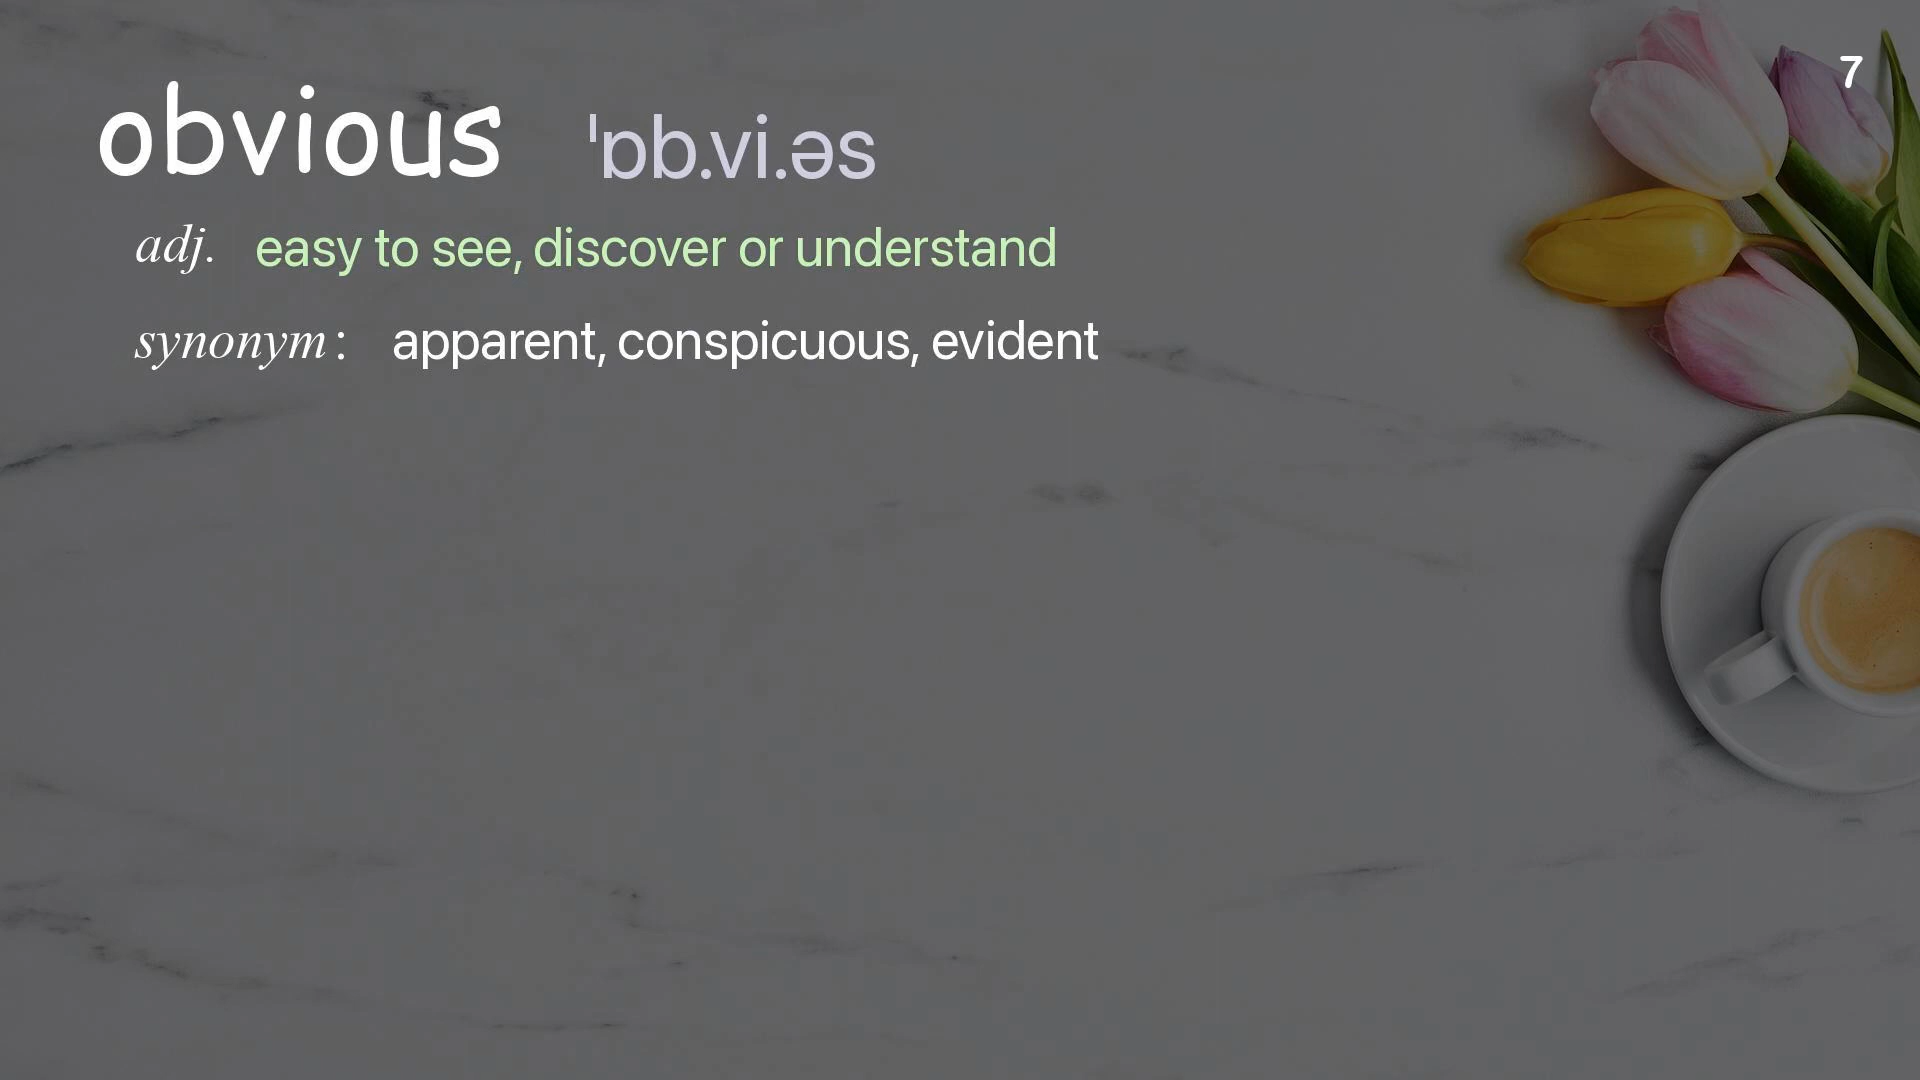 7
obvious ˈɒb.vi.əs
adj. easy to see, discover or understand
synonym : apparent, conspicuous, evident